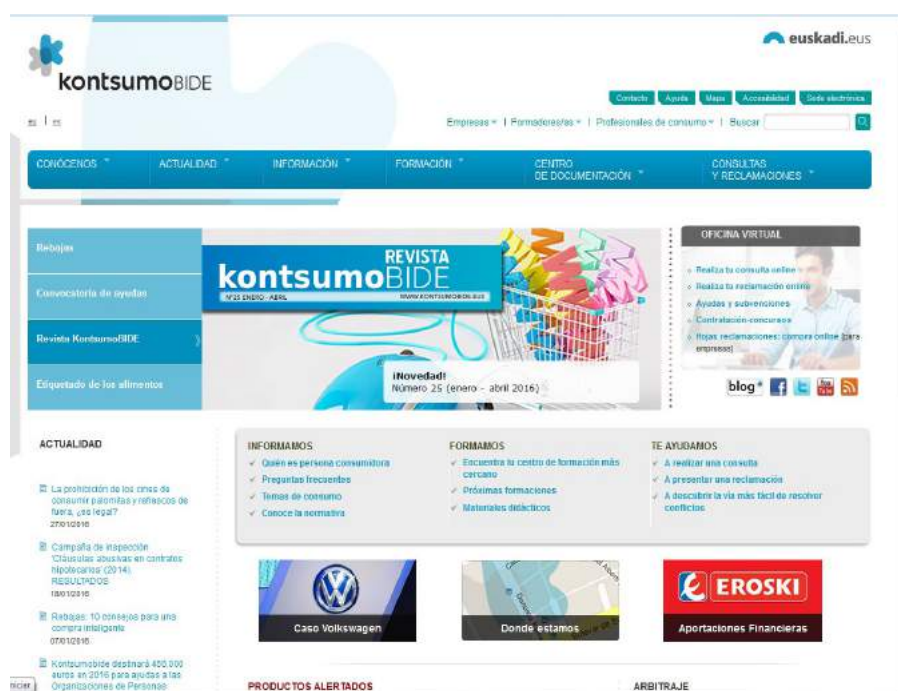 euskadi.eus
kontsumoBIDE
Contacto Ayuda Mapa Accesibilidad Sede electrónica
Empresas | Formadores/as | Profesionales de consumo | Buscar
CONÓCENOS ACTUALIDAD INFORMACIÓN FORMACIÓN CENTRO DE DOCUMENTACIÓN CONSULTAS Y RECLAMACIONES
Rebajas
Convocatoria de ayudas
Revista KontsumoBIDE
Etiquetado de los alimentos
REVISTA
kontsumoBIDE
Nº25 ENERO - ABRIL WWW.KONTSUMOBIDE.EUS
¡Novedad!
Número 25 (enero - abril 2016)
OFICINA VIRTUAL
Realiza tu consulta online
Realiza tu reclamación online
Ayudas y subvenciones
Contratación-concursos
Hojas reclamaciones: compra online (para
empresas)
blog
You
Tube
ACTUALIDAD
La prohibición de los cines de
consumir palomitas y refrescos de
fuera, ¿es legal?
27/01/2016
Campaña de inspección
'Cláusulas abusivas en contratos
hipotecarios' (2014).
RESULTADOS
18/01/2016
Rebajas: 10 consejos para una
compra inteligente
07/01/2016
Kontsumobide destinará 450.000
euros en 2016 para ayudas a las
Organizaciones de Personas
INFORMAMOS
Quién es persona consumidora
Preguntas frecuentes
Temas de consumo
Conoce la normativa
FORMAMOS
Encuentra tu centro de formación más
cercano
Próximas formaciones
Materiales didácticos
TE AYUDAMOS
A realizar una consulta
A presentar una reclamación
A descubrir la vía más fácil de resolver
conflictos
Caso Volkswagen
Donde estamos
EROSKI
Aportaciones Financieras
PRODUCTOS ALERTADOS
ARBITRAJE